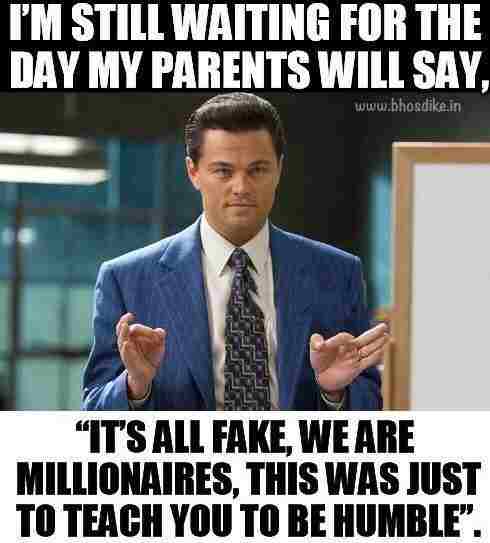 I'M STILL WAITING FOR THE
DAY MY PARENTS WILL SAY,
www.bhosdike.in
"IT'S ALL FAKE, WE ARE
MILLIONAIRES, THIS WAS JUST
TO TEACH YOU TO BE HUMBLE".